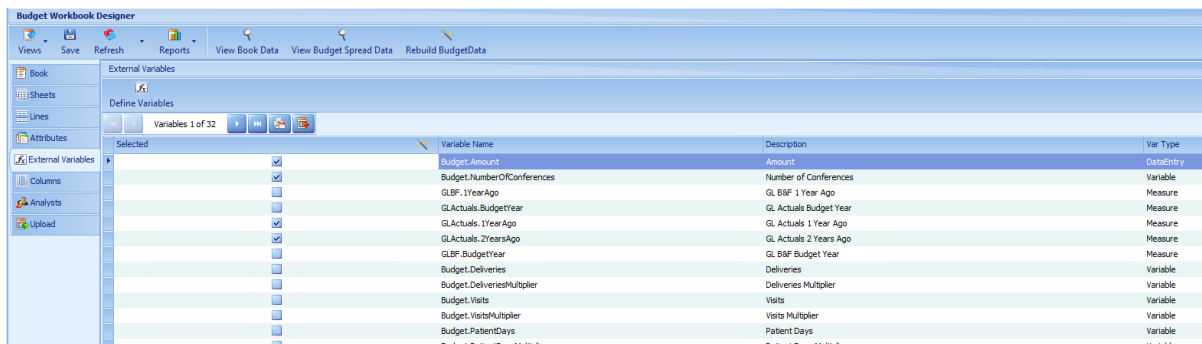 Budget Workbook Designer
Views Save Refresh Reports View Book Data View Budget Spread Data Rebuild BudgetData
Book
External Variables
Sheets
fx
Define Variables
Lines
Variables 1 of 32
Attributes
Selected Variable Name Description Var Type
fx External Variables
Budget.Amount Amount DataEntry
Columns
Budget.NumberOfConferences Number of Conferences Variable
GLBF.1YearAgo GL B&F 1 Year Ago Measure
Analysts
GLActuals.BudgetYear GL Actuals Budget Year Measure
Upload
GLActuals.1YearAgo GL Actuals 1 Year Ago Measure
GLActuals.2YearsAgo GL Actuals 2 Years Ago Measure
GLBF.BudgetYear GL B&F Budget Year Measure
Budget.Deliveries Deliveries Variable
Budget.DeliveriesMultiplier Deliveries Multiplier Variable
Budget.Visits Visits Variable
Budget.VisitsMultiplier Visits Multiplier Variable
Budget.PatientDays Patient Days Variable